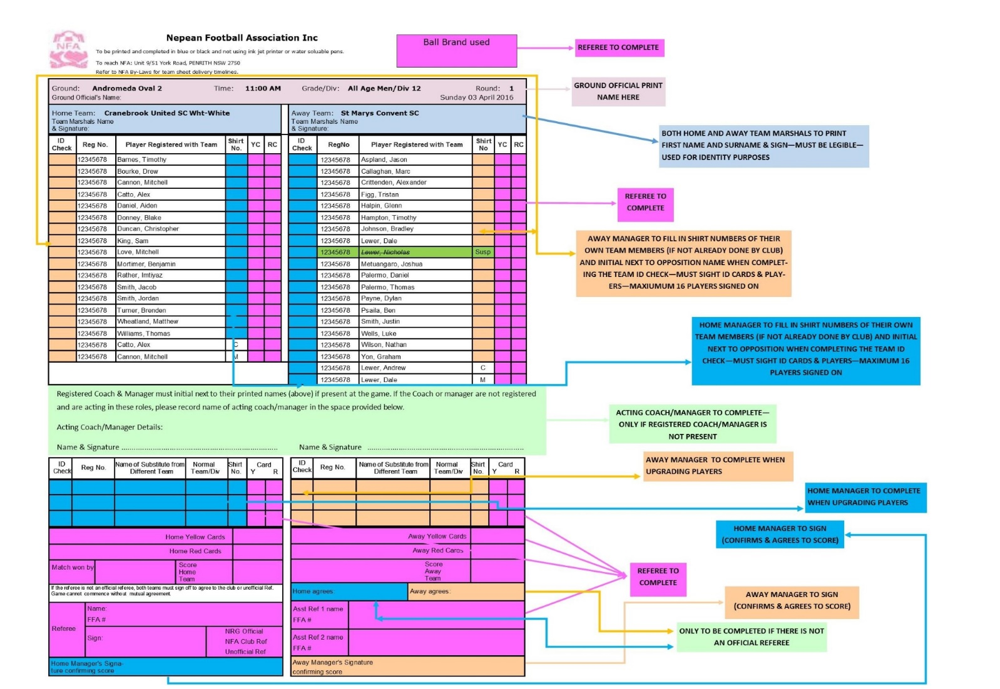 NFA
Nepean Football Association Inc
To be printed and completed in blue or black and not using ink jet printer or water soluable pens.
To reach NFA: Unit 9/51 York Road, PENRITH NSW 2750
Refer to NFA By-Laws for team sheet delivery timelines.
Ball Brand used
REFEREE TO COMPLETE
Ground: Andromeda Oval 2 Time: 11:00 AM Grade/Div: All Age Men/Div 12 Round: 1
Ground Official's Name: Sunday 03 April 2016
GROUND OFFICIAL PRINT
NAME HERE
Home Team: Cranebrook United SC Wht-White
Team Marshals Name
& Signature:
Away Team: St Marys Convent SC
Team Marshals Name
& Signature:
BOTH HOME AND AWAY TEAM MARSHALS TO PRINT
FIRST NAME AND SURNAME & SIGN—MUST BE LEGIBLE—
USED FOR IDENTITY PURPOSES
ID Check Reg No. Player Registered with Team Shirt No. YC RC
12345678 Barnes, Timothy
12345678 Bourke, Drew
12345678 Cannon, Mitchell
12345678 Catto, Alex
12345678 Daniel, Aiden
12345678 Donney, Blake
12345678 Duncan, Christopher
12345678 King, Sam
12345678 Love, Mitchell
12345678 Mortimer, Benjamin
12345678 Rather, Imtiyaz
12345678 Smith, Jacob
12345678 Smith, Jordan
12345678 Turner, Brenden
12345678 Wheatland, Matthew
12345678 Williams, Thomas
12345678 Catto, Alex C
12345678 Cannon, Mitchell M
ID Check RegNo Player Registered with Team Shirt No YC RC
12345678 Aspland, Jason
12345678 Callaghan, Marc
12345678 Crittenden, Alexander
12345678 Figg, Tristan
12345678 Halpin, Glenn
12345678 Hampton, Timothy
12345678 Johnson, Bradley
12345678 Lewer, Dale
12345678 Lewer, Nicholas Susp
12345678 Metuangaro, Joshua
12345678 Palermo, Daniel
12345678 Palermo, Thomas
12345678 Payne, Dylan
12345678 Psaila, Ben
12345678 Smith, Justin
12345678 Wells, Luke
12345678 Wilson, Nathan
12345678 Yon, Graham
12345678 Lewer, Andrew C
12345678 Lewer, Dale M
REFEREE TO
COMPLETE
AWAY MANAGER TO FILL IN SHIRT NUMBERS OF THEIR
OWN TEAM MEMBERS (IF NOT ALREADY DONE BY CLUB)
AND INITIAL NEXT TO OPPOSITION NAME WHEN COMPLET-
ING THE TEAM ID CHECK—MUST SIGHT ID CARDS & PLAY-
ERS—MAXIUMUM 16 PLAYERS SIGNED ON
HOME MANAGER TO FILL IN SHIRT NUMBERS OF THEIR OWN
TEAM MEMBERS (IF NOT ALREADY DONE BY CLUB) AND INITIAL
NEXT TO OPPOSITION WHEN COMPLETING THE TEAM ID
CHECK—MUST SIGHT ID CARDS & PLAYERS—MAXIMUM 16
PLAYERS SIGNED ON
Registered Coach & Manager must initial next to their printed names (above) if present at the game. If the Coach or manager are not registered
and are acting in these roles, please record name of acting coach/manager in the space provided below.
Acting Coach/Manager Details:
Name & Signature ........................................ Name & Signature ........................................
ACTING COACH/MANAGER TO COMPLETE—
ONLY IF REGISTERED COACH/MANAGER IS
NOT PRESENT
AWAY MANAGER TO COMPLETE WHEN
UPGRADING PLAYERS
HOME MANAGER TO COMPLETE
WHEN UPGRADING PLAYERS
HOME MANAGER TO SIGN
(CONFIRMS & AGREES TO SCORE)
REFEREE TO
COMPLETE
AWAY MANAGER TO SIGN
(CONFIRMS & AGREES TO SCORE)
ONLY TO BE COMPLETED IF THERE IS NOT
AN OFFICIAL REFEREE
ID Check Reg No. Name of Substitute from Different Team Normal Team/Div Shirt No. Card Y R
Home Yellow Cards
Home Red Cards
Match won by
Score
Home
Team
If the referee is not an official referee, both teams must sign off to agree to the club or unofficial Ref.
Game cannot commence without mutual agreement.
Referee
Name:
FFA #
Sign:
NRG Official
NFA Club Ref
Unofficial Ref
Home Manager's Signa-
ture confirming score
ID Check Reg No. Name of Substitute from Different Team Normal Team/Div Shirt No. Card Y R
Away Yellow Cards
Away Red Cards
Score
Away
Team
Home agrees: Away agrees:
Asst Ref 1 name
FFA #
Asst Ref 2 name
FFA #
Away Manager's Signature
confirming score